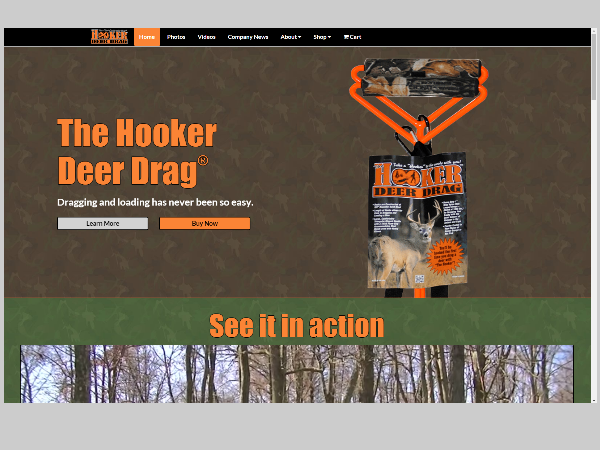 HOOKER
DEER DRAG
Home
Photos
Videos
Company News
About
Shop
Cart
The Hooker
Deer Drag®
Dragging and loading has never been so easy.
Learn More
Buy Now
HOOKER
DEER DRAG
See it in action